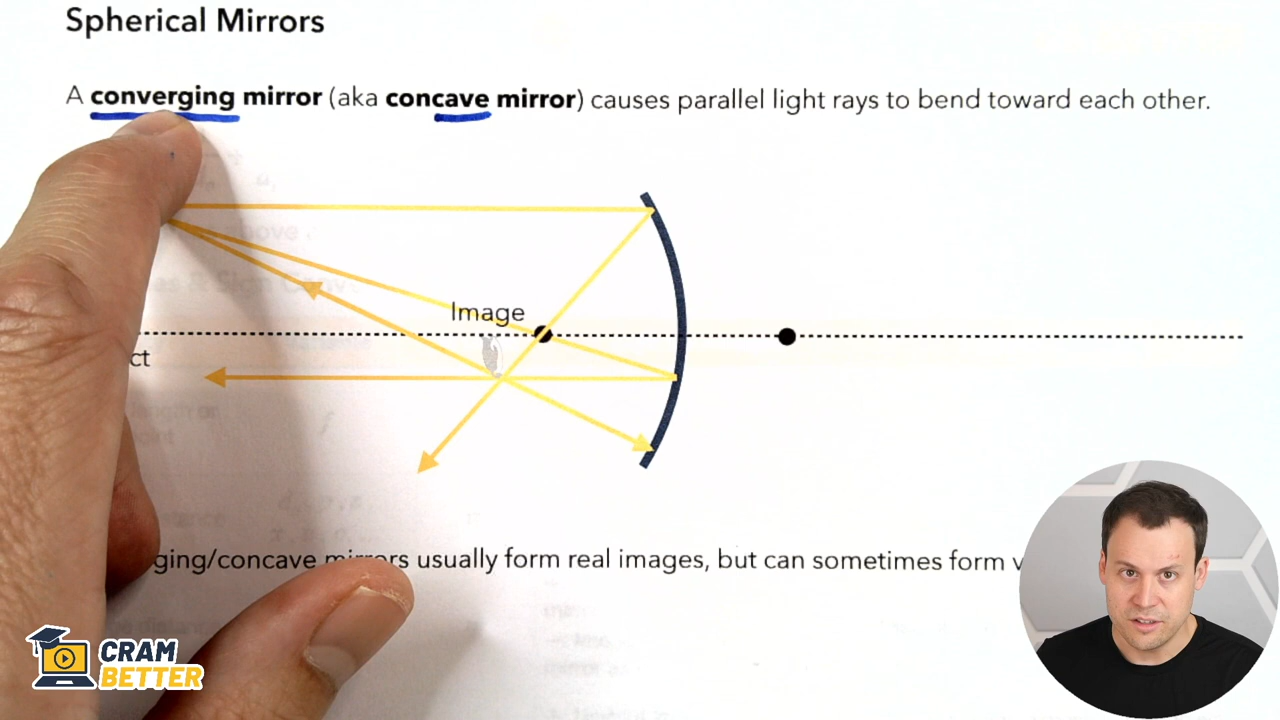 Spherical Mirrors
A converging mirror (aka concave mirror) causes parallel light rays to bend toward each other.
Image
ct
ging/concave mirrors usually form real images, but can sometimes form v
CRAM
BETTER